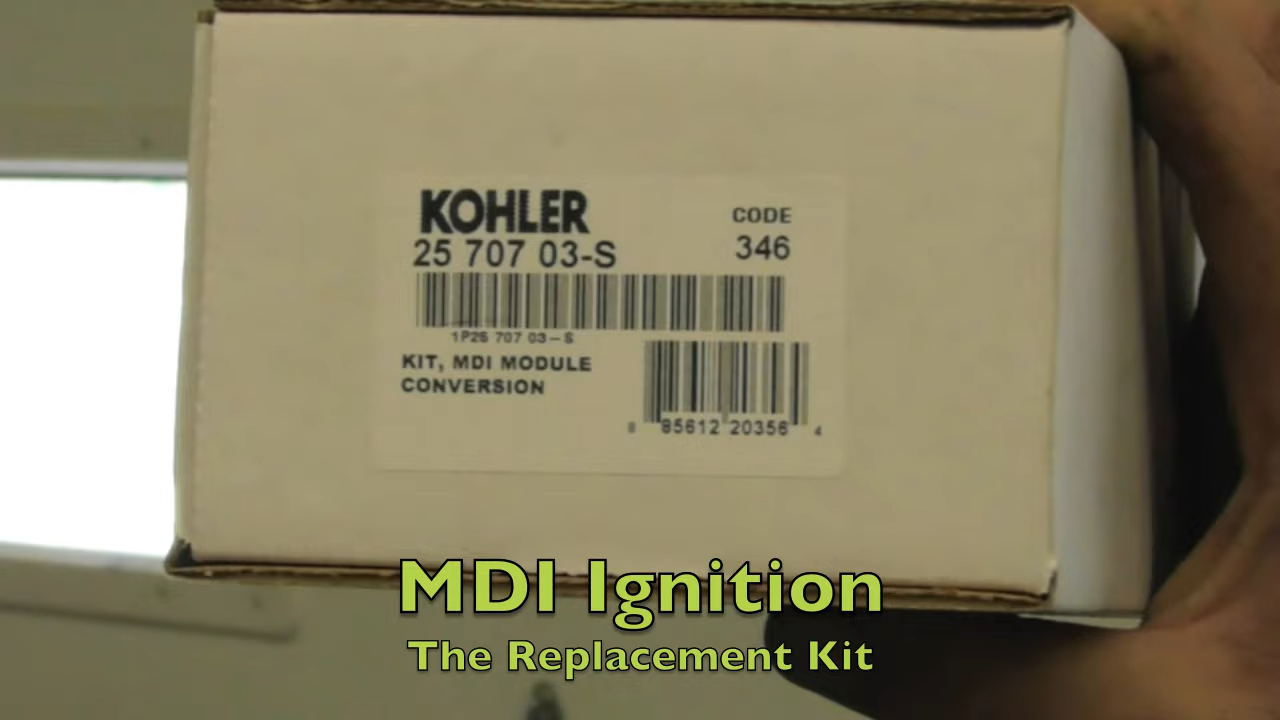 KOHLER
25 707 03-S
CODE
346
1P25 707 03-S
KIT, MDI MODULE
CONVERSION
8 85612 20356 4
MDI Ignition
The Replacement Kit